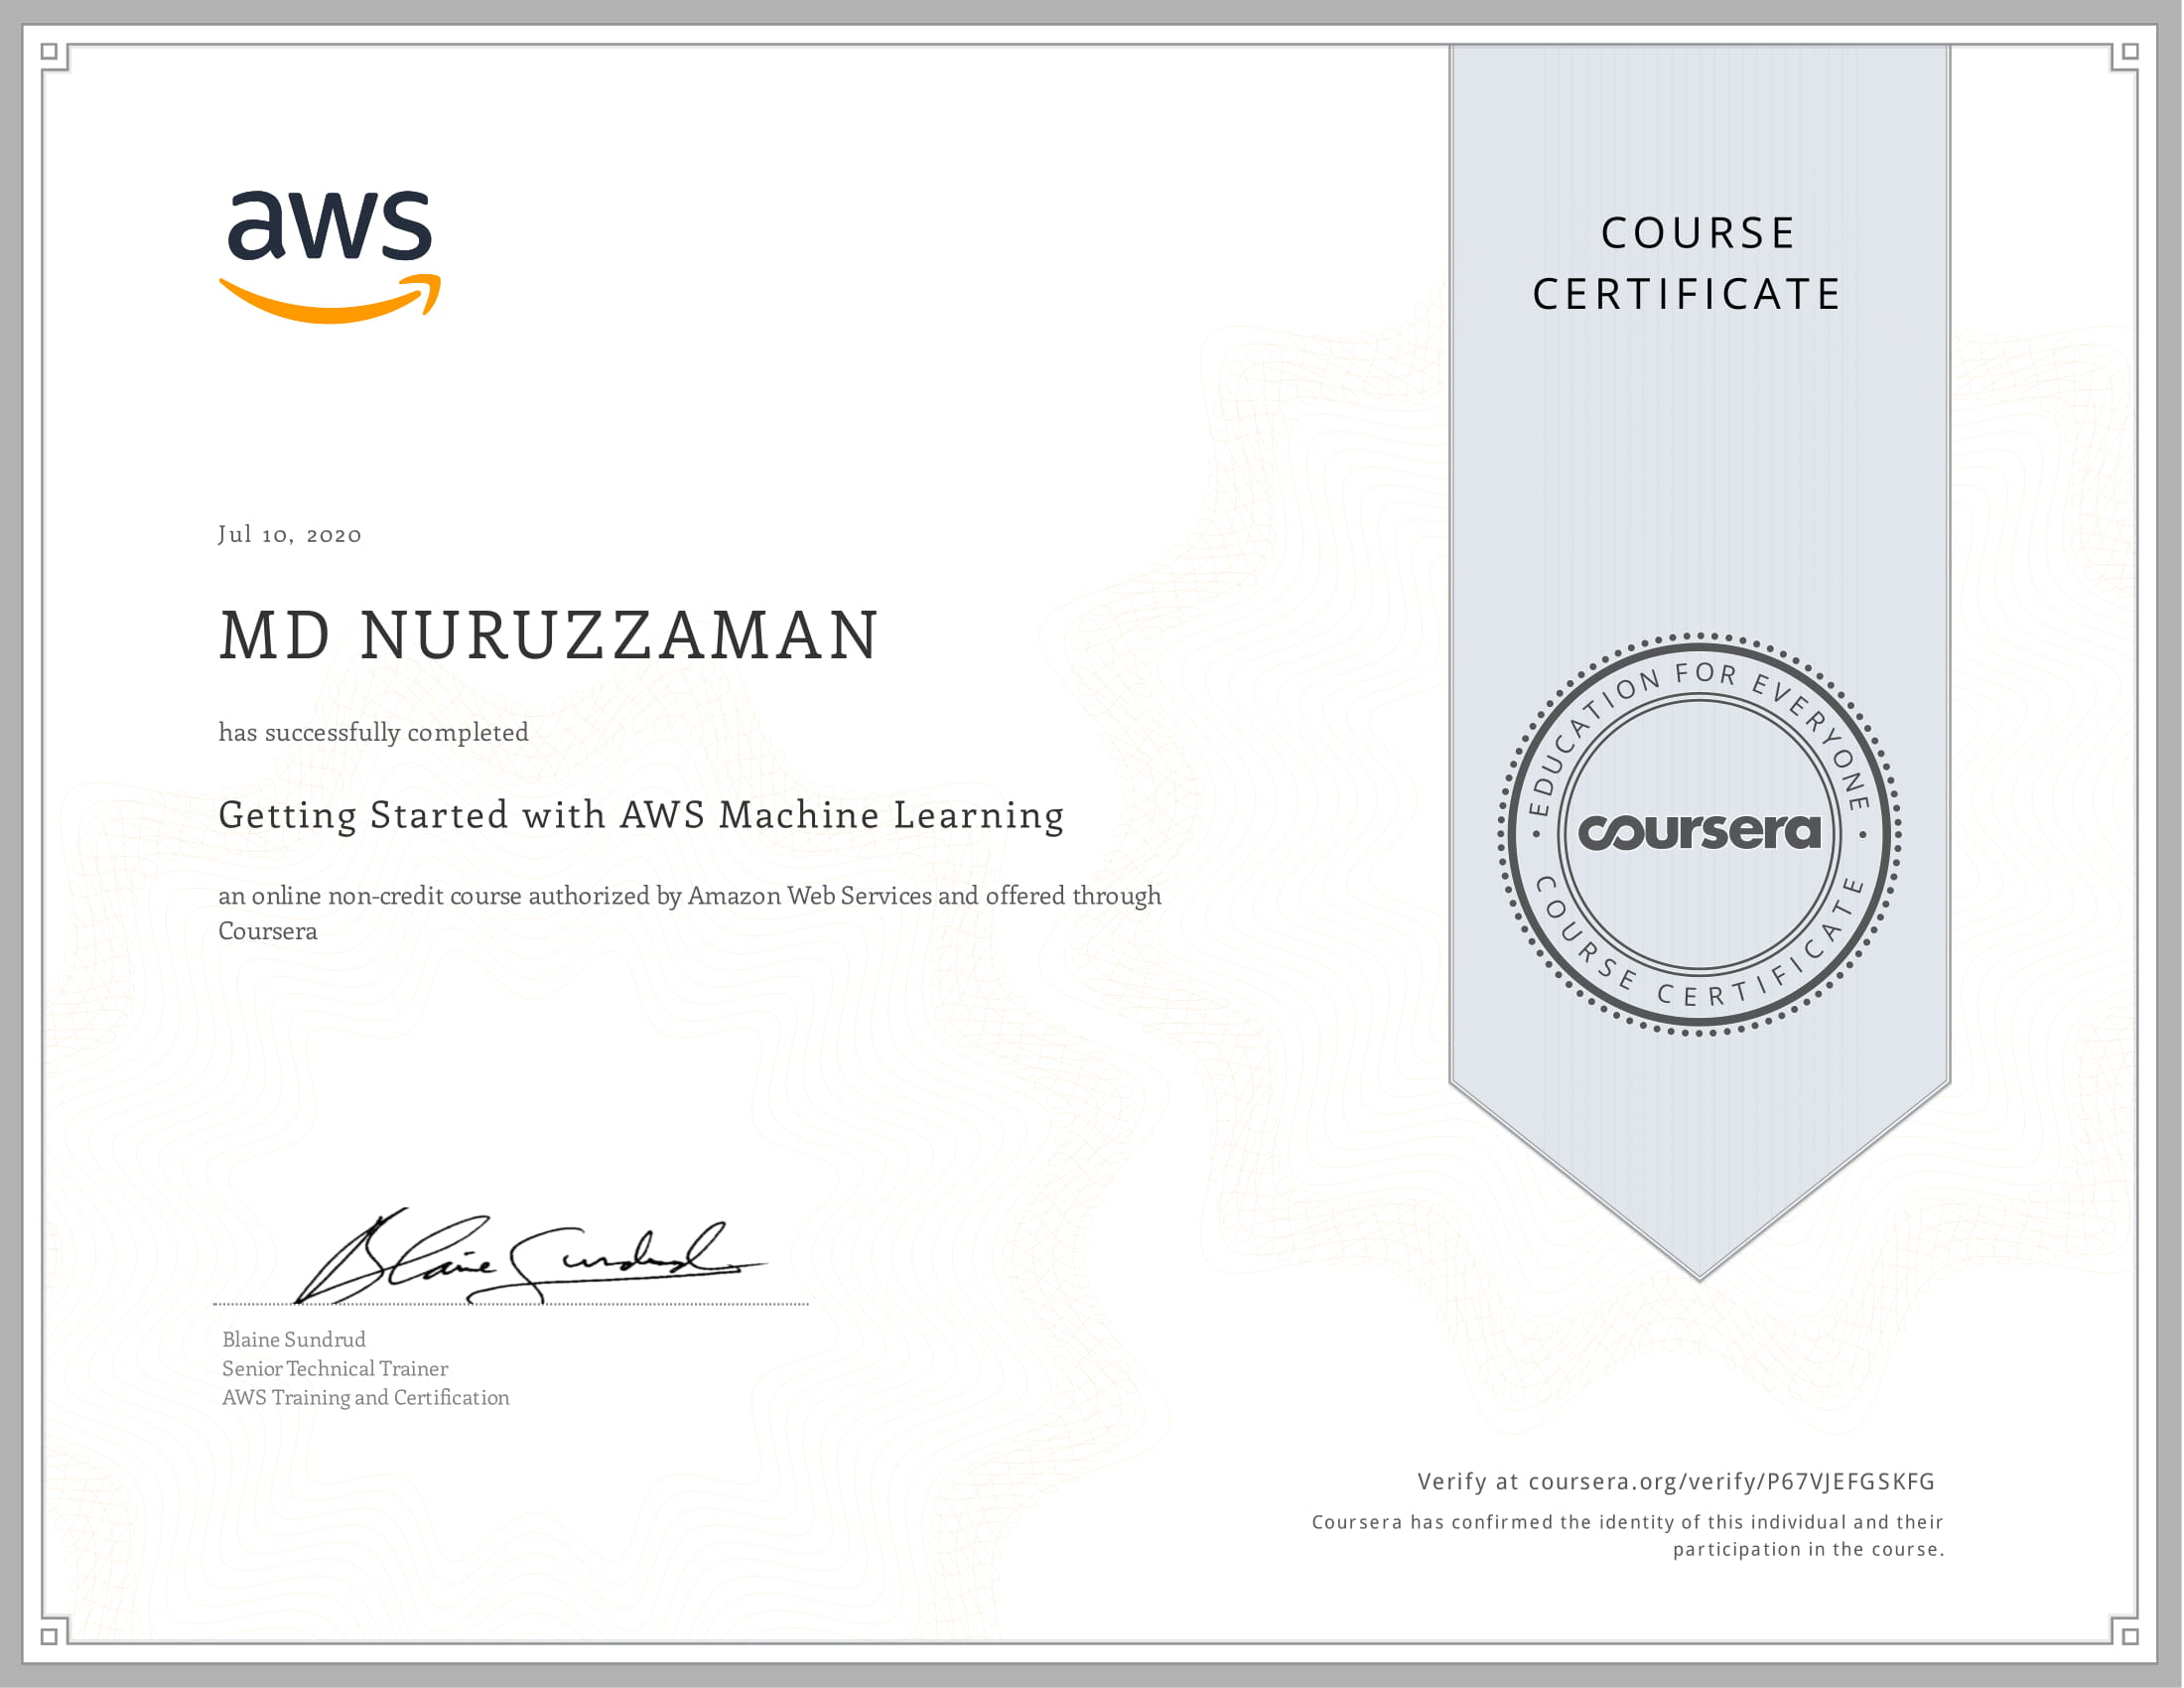 aws
COURSE
CERTIFICATE
Jul 10, 2020
MD NURUZZAMAN
has successfully completed
Getting Started with AWS Machine Learning
an online non-credit course authorized by Amazon Web Services and offered through
Coursera
• EDUCATION FOR EVERYONE •
coursera
COURSE CERTIFICATE
Blaine Sundrud
Blaine Sundrud
Senior Technical Trainer
AWS Training and Certification
Verify at coursera.org/verify/P67VJEFGSKFG
Coursera has confirmed the identity of this individual and their
participation in the course.